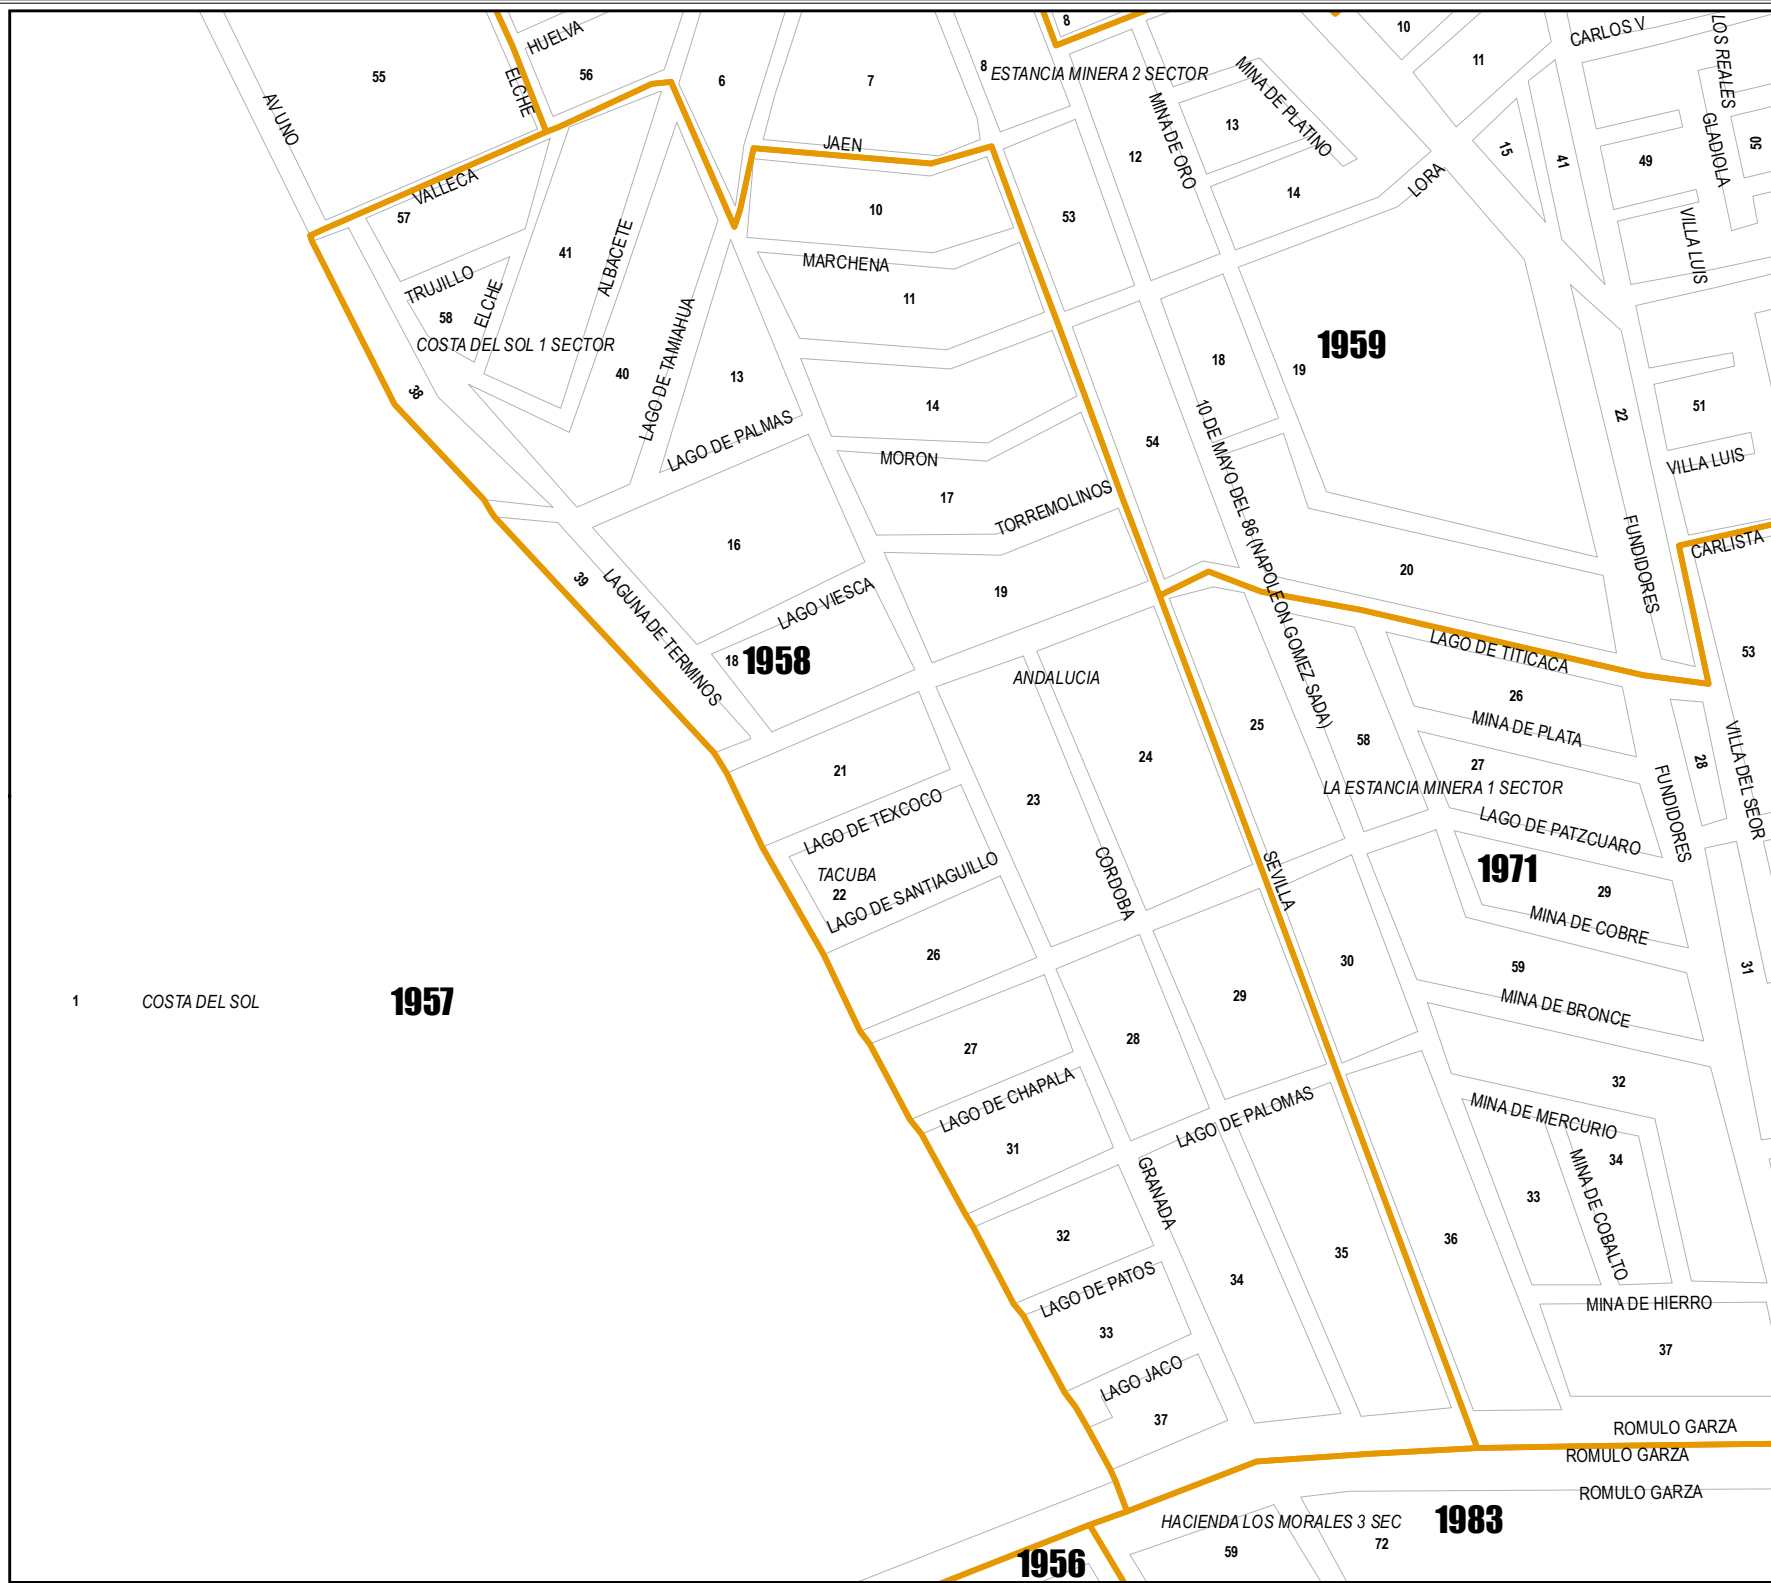 8
10
CARLOS V
LOS REALES
HUELVA
55
ELCHE
56
6
7
8
ESTANCIA MINERA 2 SECTOR
MINA DE PLATINO
11
AV. UNO
MINA DE ORO
13
GLADIOLA
50
JAEN
12
15
41
49
VALLECA
57
10
53
14
LORA
VILLA LUIS
41
ALBACETE
MARCHENA
TRUJILLO
ELCHE
58
11
COSTA DEL SOL 1 SECTOR
LAGO DE TAMIAHUA
1959
38
40
13
18
19
14
10 DE MAYO DEL 86 (NAPOLEON GOMEZ SADA)
22
51
LAGO DE PALMAS
54
MORON
VILLA LUIS
17
TORREMOLINOS
16
FUNDIDORES
CARLISTA
39
LAGUNA DE TERMINOS
LAGO VIESCA
19
20
18
1958
ANDALUCIA
LAGO DE TITICACA
53
26
25
58
MINA DE PLATA
24
21
27
28
VILLA DEL SEOR
LA ESTANCIA MINERA 1 SECTOR
23
LAGO DE TEXCOCO
FUNDIDORES
LAGO DE PATZCUARO
TACUBA
22
LAGO DE SANTIAGUILLO
CORDOBA
SEVILLA
1971
29
MINA DE COBRE
26
30
59
31
1
COSTA DEL SOL
1957
29
MINA DE BRONCE
27
28
32
LAGO DE CHAPALA
LAGO DE PALOMAS
MINA DE MERCURIO
31
34
GRANADA
33
MINA DE COBALTO
32
36
35
LAGO DE PATOS
34
MINA DE HIERRO
33
37
LAGO JACO
37
ROMULO GARZA
ROMULO GARZA
ROMULO GARZA
HACIENDA LOS MORALES 3 SEC
1983
59
72
1956